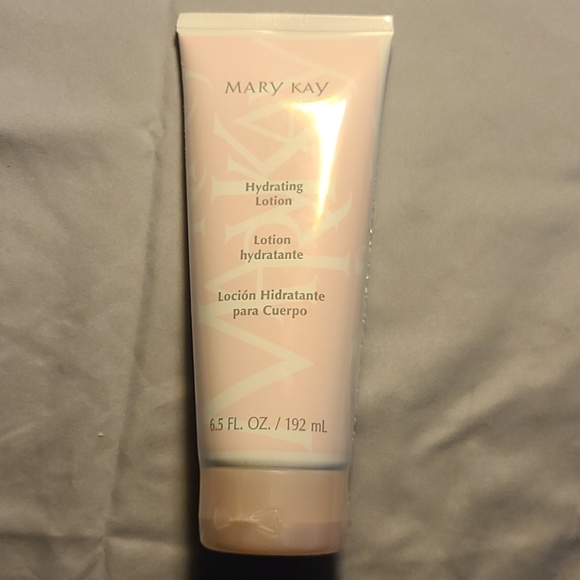 MARY KAY
Hydrating
Lotion
Lotion
hydratante
Loción Hidratante
para Cuerpo
6.5 FL. OZ. / 192 mL